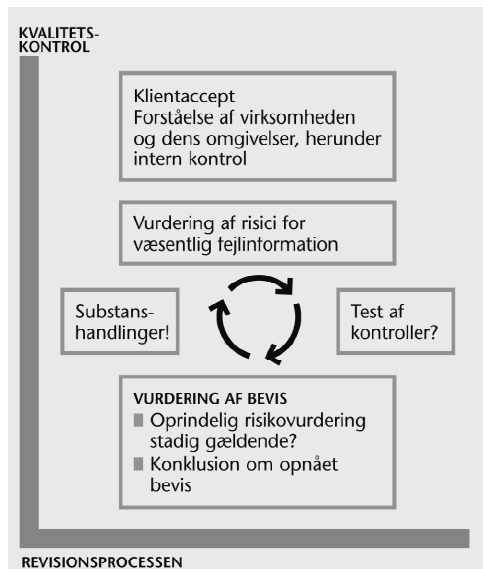 KVALITETS-
KONTROL
Klientaccept
Forståelse af virksomheden
og dens omgivelser, herunder
intern kontrol
Vurdering af risici for
væsentlig fejlinformation
Substans-
handlinger!
Test af
kontroller?
VURDERING AF BEVIS
Oprindelig risikovurdering
stadig gældende?
Konklusion om opnået
bevis
REVISIONSPROCESSEN